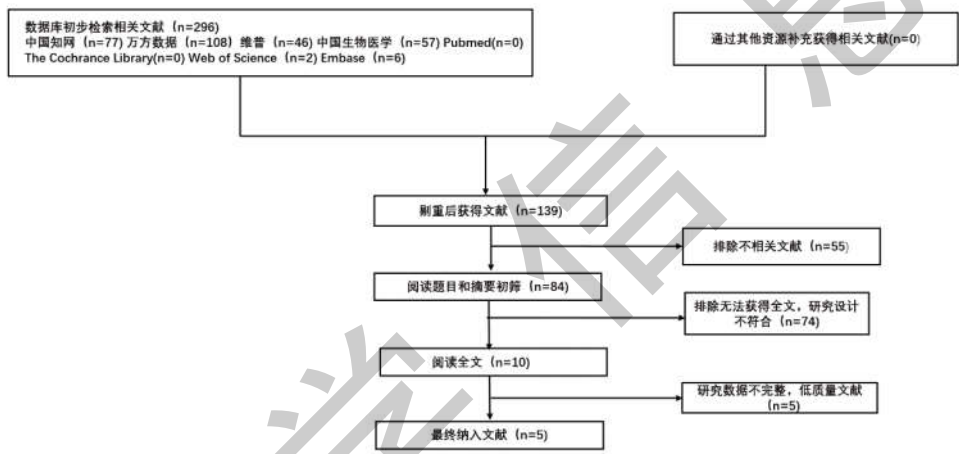 数据库初步检索相关文献（n=296)
中国知网（n=77) 万方数据（n=108）维普（n=46) 中国生物医学（n=57) Pubmed(n=0)
The Cochrance Library(n=0) Web of Science（n=2) Embase（n=6)
通过其他资源补充获得相关文献(n=0)
剔重后获得文献（n=139)
排除不相关文献（n=55)
阅读题目和摘要初筛（n=84)
排除无法获得全文，研究设计
不符合（n=74)
阅读全文（n=10)
研究数据不完整，低质量文献
(n=5)
最终纳入文献（n=5)
学信